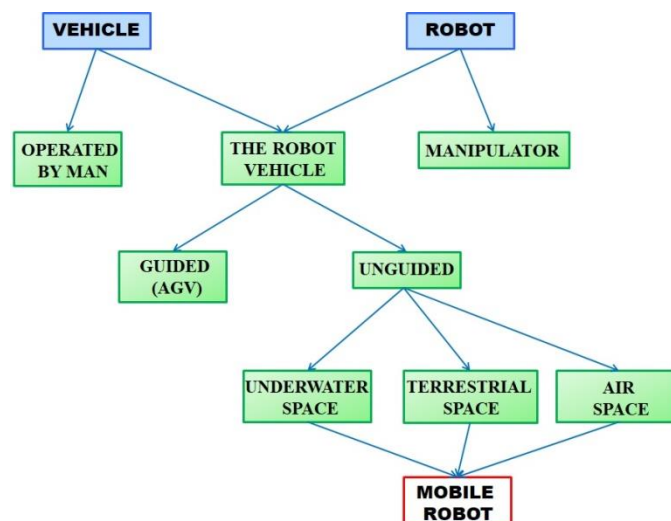 VEHICLE
ROBOT
OPERATED
BY MAN
THE ROBOT
VEHICLE
MANIPULATOR
GUIDED
(AGV)
UNGUIDED
UNDERWATER
SPACE
TERRESTRIAL
SPACE
AIR
SPACE
MOBILE
ROBOT